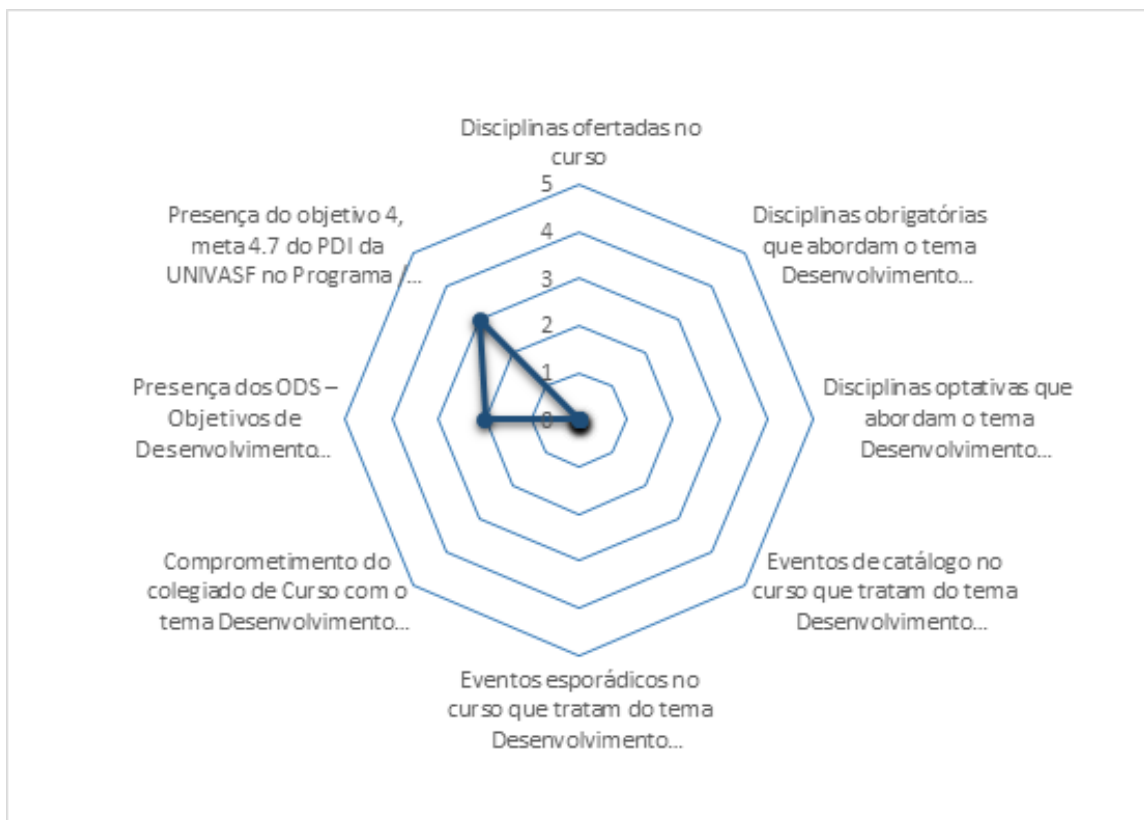 Disciplinas ofertadas no
curso
5
4
3
2
1
0
Disciplinas obrigatórias
que abordam o tema
Desenvolvimento...
Disciplinas optativas que
abordam o tema
Desenvolvimento...
Eventos de catálogo no
curso que tratam do tema
Desenvolvimento...
Eventos esporádicos no
curso que tratam do tema
Desenvolvimento...
Comprometimento do
colegiado de Curso com o
tema Desenvolvimento...
Presença dos ODS –
Objetivos de
Desenvolvimento...
Presença do objetivo 4,
meta 4.7 do PDI da
UNIVASF no Programa /...